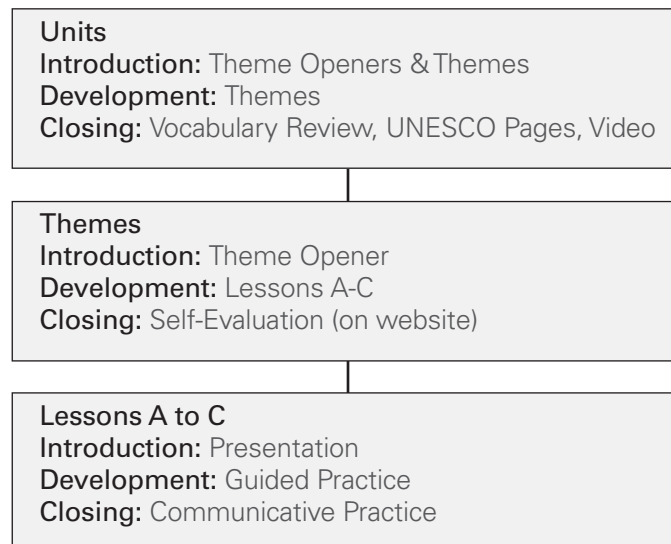 Units
Introduction: Theme Openers & Themes
Development: Themes
Closing: Vocabulary Review, UNESCO Pages, Video
Themes
Introduction: Theme Opener
Development: Lessons A-C
Closing: Self-Evaluation (on website)
Lessons A to C
Introduction: Presentation
Development: Guided Practice
Closing: Communicative Practice